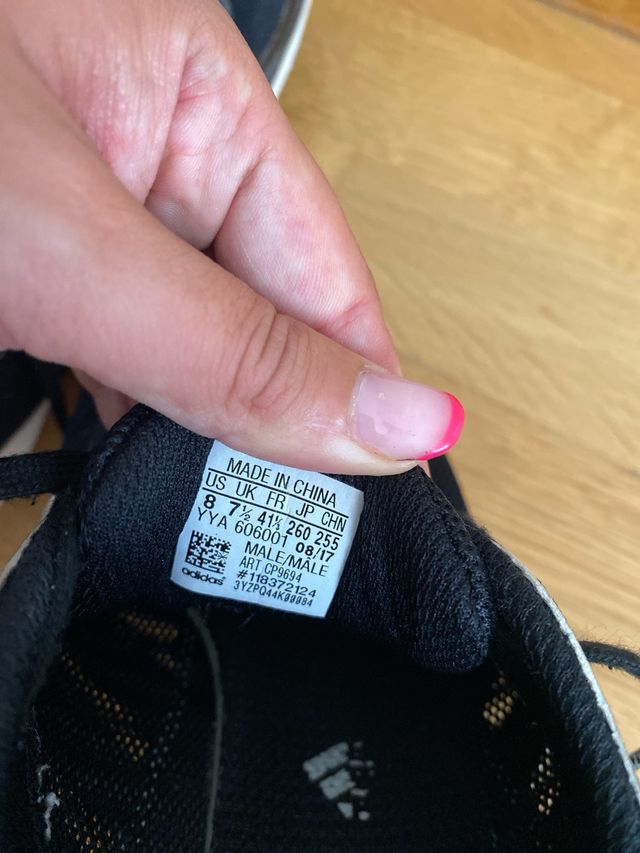 MADE IN CHINA
US UK FR JP CHN
8 7½ 41⅓ 260 255
YYA 606001 08/17
MALE/MALE
ART CP9694
#118372124
adidas
3YZPQ44K00084